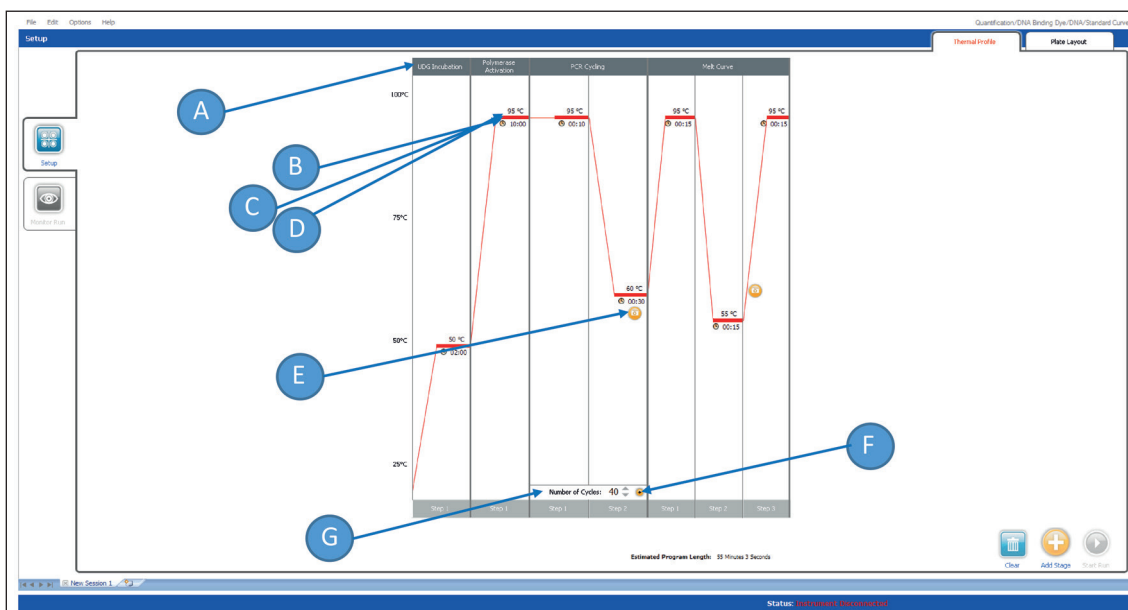 File Edit Options Help
Quantification/DNA Binding Dye/DNA/Standard Curve
Setup
Thermal Profile
Plate Layout
UDG Incubation
Polymerase
Activation
PCR Cycling
Melt Curve
100°C
95 °C
10:00
95 °C
00:10
95 °C
00:15
95 °C
00:15
A
B
C
D
Setup
Monitor Run
75°C
60 °C
00:30
55 °C
00:15
50°C
50 °C
02:00
E
F
25°C
Number of Cycles: 40
Step 1
Step 1
Step 1
Step 2
Step 1
Step 2
Step 3
G
Estimated Program Length: 55 Minutes 3 Seconds
Clear
Add Stage
Start Run
New Session 1
Status: Instrument Disconnected